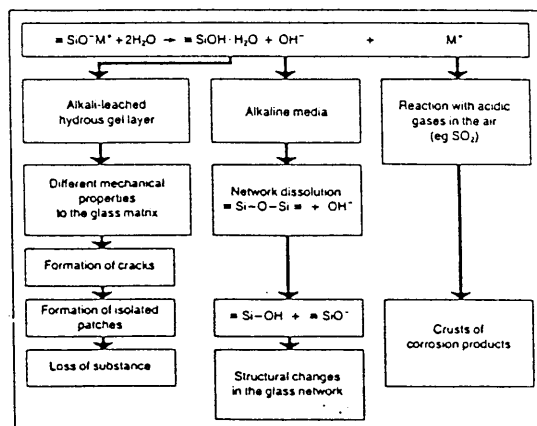 ≡ SiO⁻M⁺ + 2H₂O → ≡ SiOH·H₂O + OH⁻ + M⁺
Alkali-leached
hydrous gel layer
Alkaline media
Reaction with acidic
gases in the air
(eg SO₂)
Different mechanical
properties
to the glass matrix
Network dissolution
≡ Si-O-Si ≡ + OH⁻
Formation of cracks
Formation of isolated
patches
≡ Si-OH + ≡ SiO⁻
Crusts of
corrosion products
Loss of substance
Structural changes
in the glass network